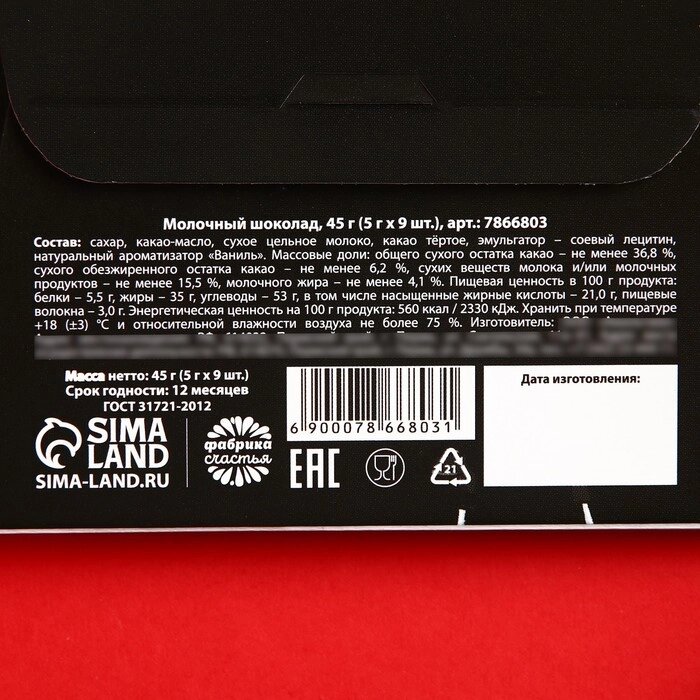 Молочный шоколад, 45 г (5 г x 9 шт.), арт.: 7866803
Состав: сахар, какао-масло, сухое цельное молоко, какао тёртое, эмульгатор – соевый лецитин,
натуральный ароматизатор «Ваниль». Массовые доли: общего сухого остатка какао – не менее 36,8 %,
сухого обезжиренного остатка какао – не менее 6,2 %, сухих веществ молока и/или молочных
продуктов – не менее 15,5 %, молочного жира – не менее 4,1 %. Пищевая ценность в 100 г продукта:
белки – 5,5 г, жиры – 35 г, углеводы – 53 г, в том числе насыщенные жирные кислоты – 21,0 г, пищевые
волокна – 3,0 г. Энергетическая ценность на 100 г продукта: 560 ккал / 2330 кДж. Хранить при температуре
+18 (±3) °С и относительной влажности воздуха не более 75 %. Изготовитель:
Масса нетто: 45 г (5 г x 9 шт.)
Срок годности: 12 месяцев
ГОСТ 31721-2012
SIMA
LAND
SIMA-LAND.RU
фабрика
счастья
6 900078 668031
EAC
21
Дата изготовления: